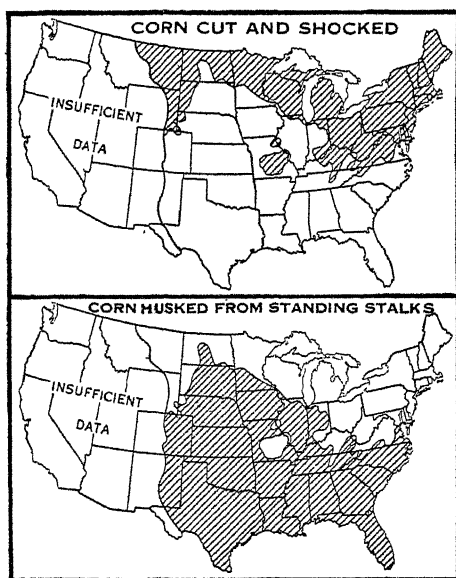 CORN CUT AND SHOCKED
INSUFFICIENT
DATA
CORN HUSKED FROM STANDING STALKS
INSUFFICIENT
DATA